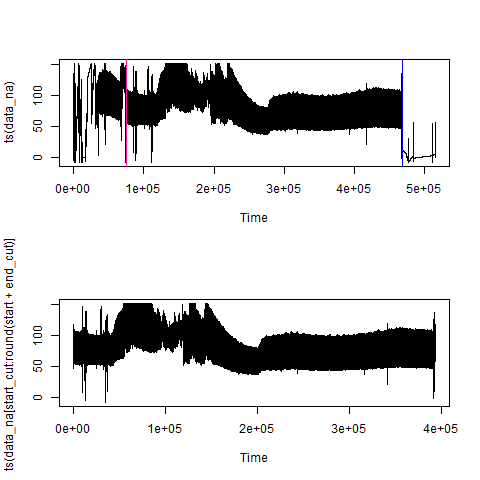 ts(data_na)
0 50 100
0e+00 1e+05 2e+05 3e+05 4e+05 5e+05
Time
ts(data_na[start_cut:round(start + end_cut)]
0 50 100
0e+00 1e+05 2e+05 3e+05 4e+05
Time